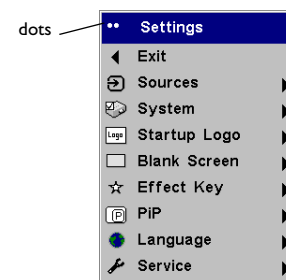 dots
Settings
Exit
Sources
System
Logo Startup Logo
Blank Screen
Effect Key
P PiP
Language
Service